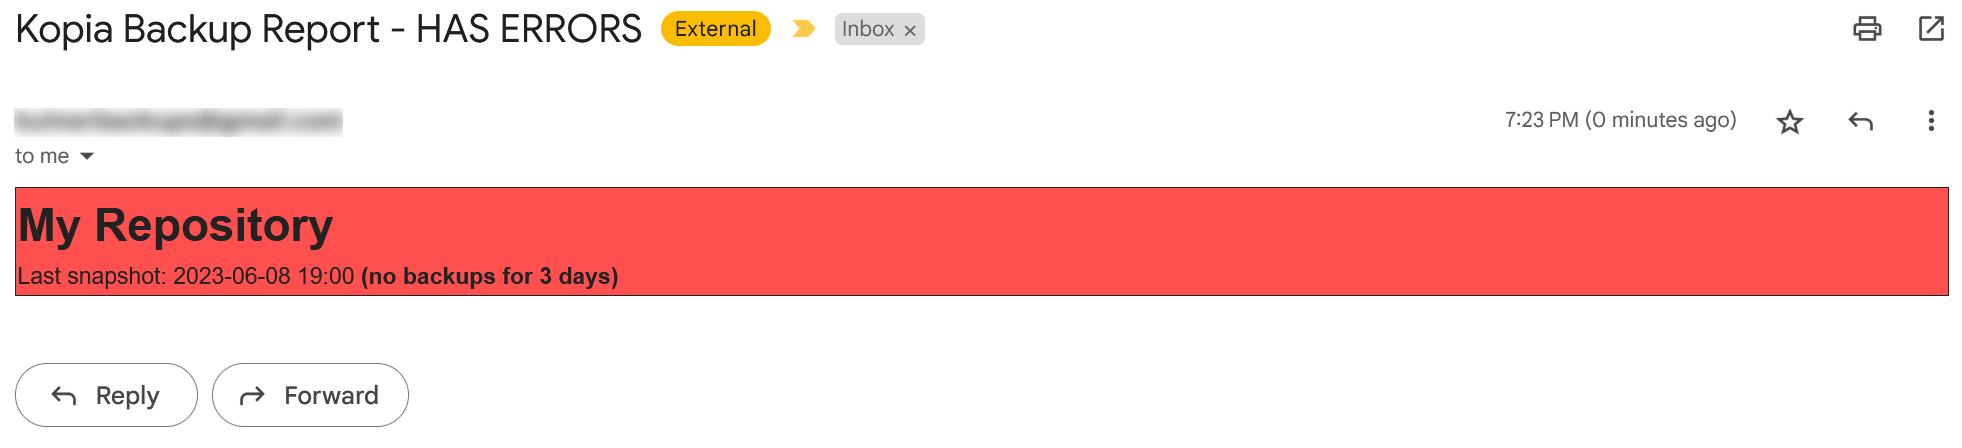 Kopia Backup Report - HAS ERRORS External Inbox ×
7:23 PM (0 minutes ago)
to me
My Repository
Last snapshot: 2023-06-08 19:00 (no backups for 3 days)
Reply Forward